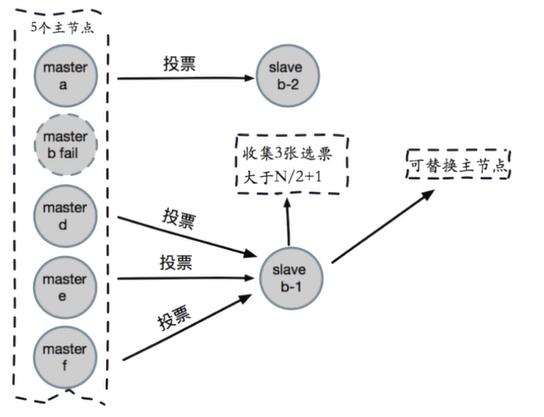 5个主节点
master
a
投票
slave
b-2
master
b fail
收集3张选票
大于N/2+1
可替换主节点
master
d
投票
master
e
投票
slave
b-1
master
f
投票